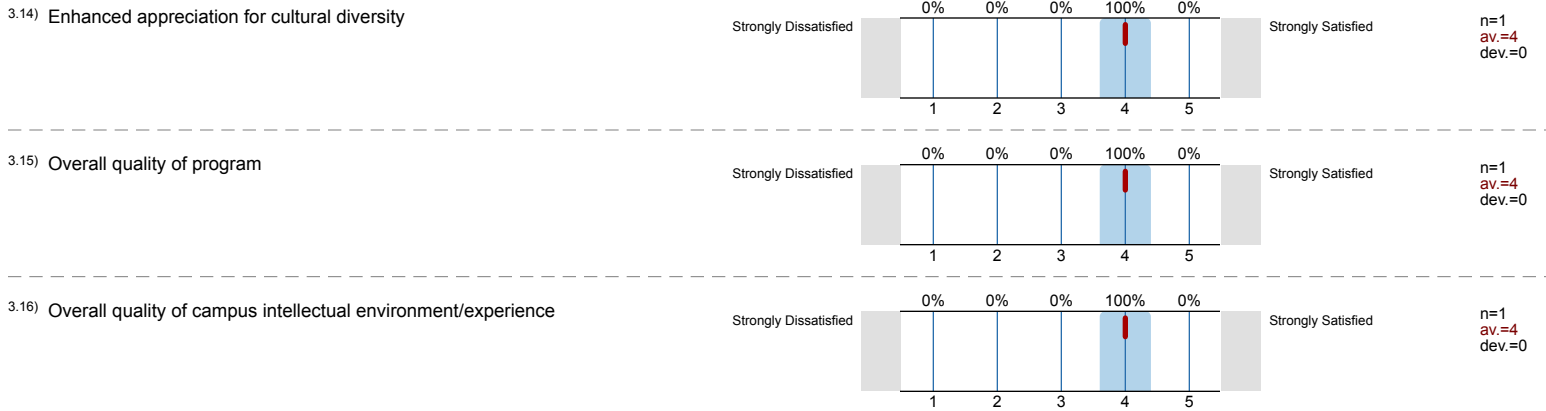 3.14) Enhanced appreciation for cultural diversity
0% 0% 0% 100% 0%
Strongly Dissatisfied Strongly Satisfied
n=1
av.=4
dev.=0
1 2 3 4 5
3.15) Overall quality of program
0% 0% 0% 100% 0%
Strongly Dissatisfied Strongly Satisfied
n=1
av.=4
dev.=0
1 2 3 4 5
3.16) Overall quality of campus intellectual environment/experience
0% 0% 0% 100% 0%
Strongly Dissatisfied Strongly Satisfied
n=1
av.=4
dev.=0
1 2 3 4 5